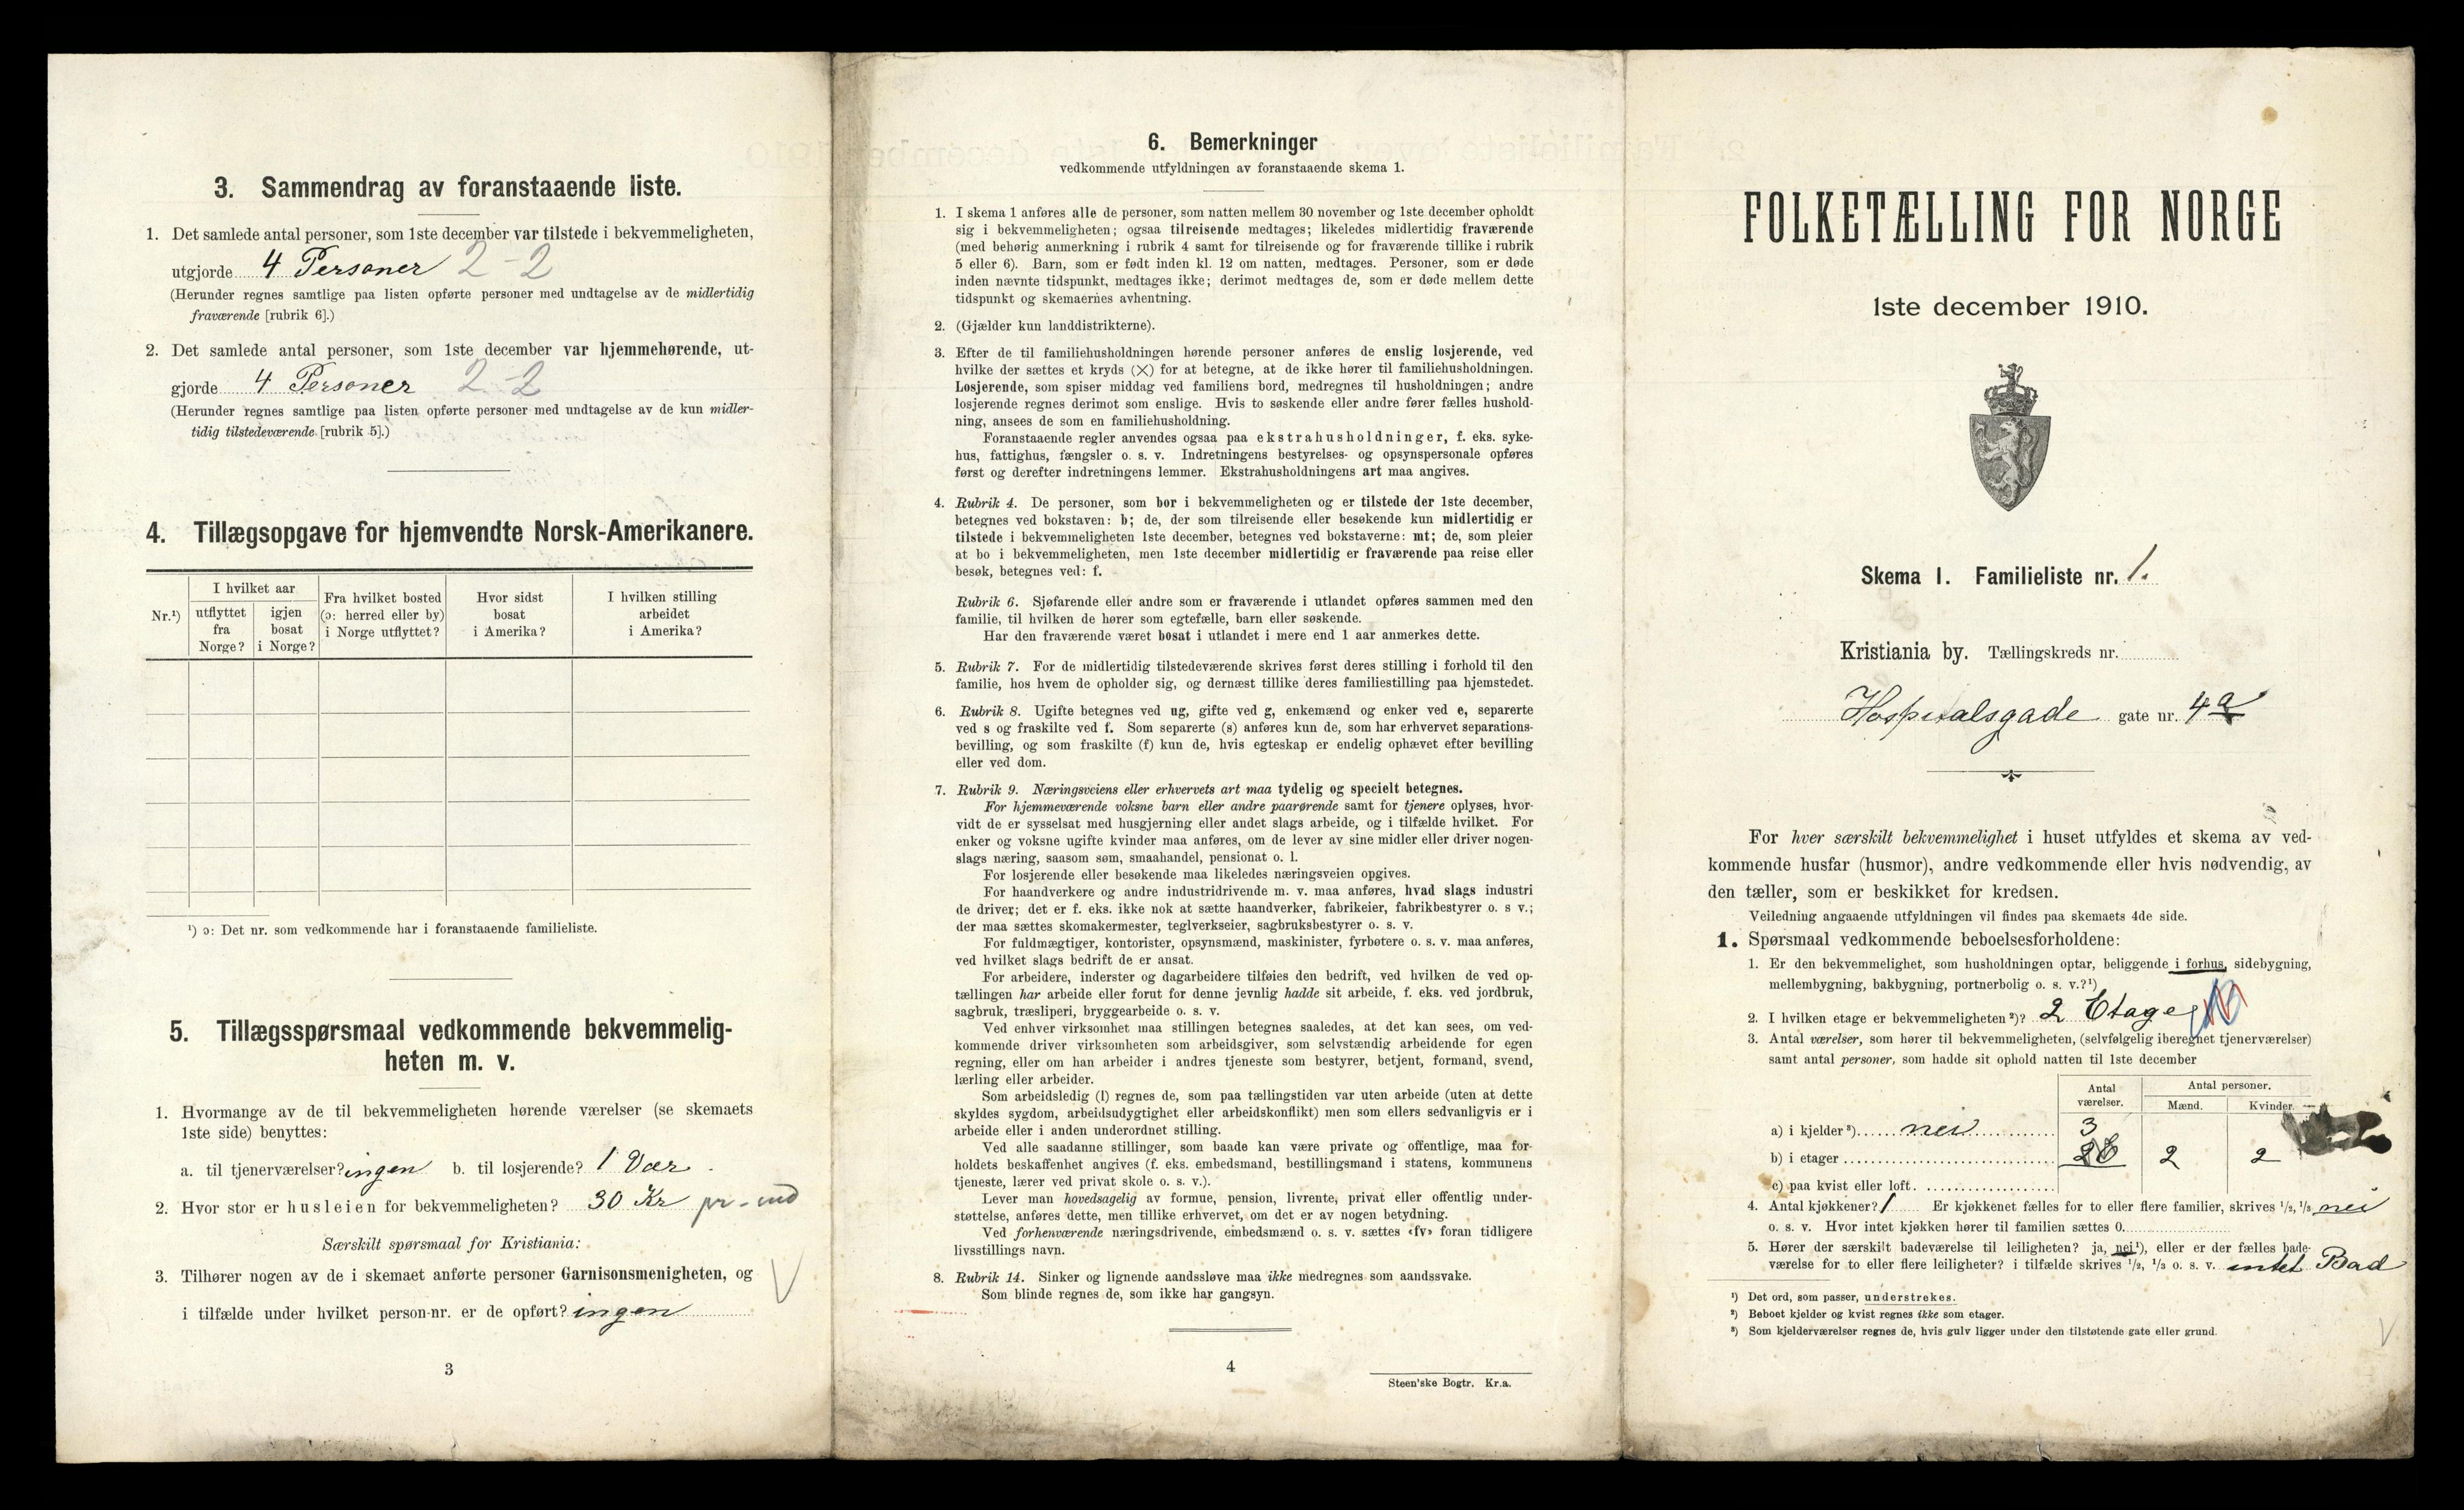 3. Sammendrag av foranstaaende liste.
1. Det samlede antal personer, som 1ste december var tilstede i bekvemmeligheten,
utgjorde 4 Personer 2-2
(Herunder regnes samtlige paa listen opførte personer med undtagelse av de midlertidig
fraværende [rubrik 6].)
2. Det samlede antal personer, som 1ste december var hjemmehørende, ut-
gjorde 4 Personer 2-2
(Herunder regnes samtlige paa listen opførte personer med undtagelse av de kun midler-
tidig tilstedeværende [rubrik 5].)
4. Tillægsopgave for hjemvendte Norsk-Amerikanere.
Nr.¹)
I hvilket aar
utflyttet
fra
Norge?
igjen
bosat
i Norge?
Fra hvilket bosted
(ɔ: herred eller by)
i Norge utflyttet?
Hvor sidst
bosat
i Amerika?
I hvilken stilling
arbeidet
i Amerika?
¹) ɔ: Det nr. som vedkommende har i foranstaaende familieliste.
5. Tillægsspørsmaal vedkommende bekvemmelig-
heten m. v.
1. Hvormange av de til bekvemmeligheten hørende værelser (se skemaets
1ste side) benyttes:
a. til tjenerværelser? ingen b. til losjerende? 1 Vær.
2. Hvor stor er husleien for bekvemmeligheten? 30 Kr pr-md
Særskilt spørsmaal for Kristiania:
3. Tilhører nogen av de i skemaet anførte personer Garnisonsmenigheten, og
i tilfælde under hvilket person-nr. er de opført? ingen
3
6. Bemerkninger
vedkommende utfyldningen av foranstaaende skema 1.
1. I skema 1 anføres alle de personer, som natten mellem 30 november og 1ste december opholdt
sig i bekvemmeligheten; ogsaa tilreisende medtages; likeledes midlertidig fraværende
(med behørig anmerkning i rubrik 4 samt for tilreisende og for fraværende tillike i rubrik
5 eller 6). Barn, som er født inden kl. 12 om natten, medtages. Personer, som er døde
inden nævnte tidspunkt, medtages ikke; derimot medtages de, som er døde mellem dette
tidspunkt og skemaernes avhentning.
2. (Gjælder kun landdistrikterne).
3. Efter de til familiehusholdningen hørende personer anføres de enslig losjerende, ved
hvilke der sættes et kryds (×) for at betegne, at de ikke hører til familiehusholdningen.
Losjerende, som spiser middag ved familiens bord, medregnes til husholdningen; andre
losjerende regnes derimot som enslige. Hvis to søskende eller andre fører fælles hushold-
ning, ansees de som en familiehusholdning.
Foranstaaende regler anvendes ogsaa paa ekstrahusholdninger, f. eks. syke-
hus, fattighus, fængsler o. s. v. Indretningens bestyrelses- og opsynspersonale opføres
først og derefter indretningens lemmer. Ekstrahusholdningens art maa angives.
4. Rubrik 4. De personer, som bor i bekvemmeligheten og er tilstede der 1ste december,
betegnes ved bokstaven: b; de, der som tilreisende eller besøkende kun midlertidig er
tilstede i bekvemmeligheten 1ste december, betegnes ved bokstaverne: mt; de, som pleier
at bo i bekvemmeligheten, men 1ste december midlertidig er fraværende paa reise eller
besøk, betegnes ved: f.
Rubrik 6. Sjøfarende eller andre som er fraværende i utlandet opføres sammen med den
familie, til hvilken de hører som egtefælle, barn eller søskende.
Har den fraværende været bosat i utlandet i mere end 1 aar anmerkes dette.
5. Rubrik 7. For de midlertidig tilstedeværende skrives først deres stilling i forhold til den
familie, hos hvem de opholder sig, og dernæst tillike deres familiestilling paa hjemstedet.
6. Rubrik 8. Ugifte betegnes ved ug, gifte ved g, enkemænd og enker ved e, separerte
ved s og fraskilte ved f. Som separerte (s) anføres kun de, som har erhvervet separations-
bevilling, og som fraskilte (f) kun de, hvis egteskap er endelig ophævet efter bevilling
eller ved dom.
7. Rubrik 9. Næringsveiens eller erhvervets art maa tydelig og specielt betegnes.
For hjemmeværende voksne barn eller andre paarørende samt for tjenere oplyses, hvor-
vidt de er sysselsat med husgjerning eller andet slags arbeide, og i tilfælde hvilket. For
enker og voksne ugifte kvinder maa anføres, om de lever av sine midler eller driver nogen-
slags næring, saasom søm, smaahandel, pensionat o. l.
For losjerende eller besøkende maa likeledes næringsveien opgives.
For haandverkere og andre industridrivende m. v. maa anføres, hvad slags industri
de driver; det er f. eks. ikke nok at sætte haandverker, fabrikeier, fabrikbestyrer o. s v.;
der maa sættes skomakermester, teglverkseier, sagbruksbestyrer o. s. v.
For fuldmægtiger, kontorister, opsynsmænd, maskinister, fyrbøtere o. s. v. maa anføres,
ved hvilket slags bedrift de er ansat.
For arbeidere, inderster og dagarbeidere tilføies den bedrift, ved hvilken de ved op-
tællingen har arbeide eller forut for denne jevnlig hadde sit arbeide, f. eks. ved jordbruk,
sagbruk, træsliperi, bryggearbeide o. s. v.
Ved enhver virksomhet maa stillingen betegnes saaledes, at det kan sees, om ved-
kommende driver virksomheten som arbeidsgiver, som selvstændig arbeidende for egen
regning, eller om han arbeider i andres tjeneste som bestyrer, betjent, formand, svend,
lærling eller arbeider.
Som arbeidsledig (l) regnes de, som paa tællingstiden var uten arbeide (uten at dette
skyldes sygdom, arbeidsudygtighet eller arbeidskonflikt) men som ellers sedvanligvis er i
arbeide eller i anden underordnet stilling.
Ved alle saadanne stillinger, som baade kan være private og offentlige, maa for-
holdets beskaffenhet angives (f. eks. embedsmand, bestillingsmand i statens, kommunens
tjeneste, lærer ved privat skole o. s. v.).
Lever man hovedsagelig av formue, pension, livrente, privat eller offentlig under-
støttelse, anføres dette, men tillike erhvervet, om det er av nogen betydning.
Ved forhenværende næringsdrivende, embedsmænd o. s. v. sættes «fv» foran tidligere
livsstillings navn.
8. Rubrik 14. Sinker og lignende aandssløve maa ikke medregnes som aandssvake.
Som blinde regnes de, som ikke har gangsyn.
4
Steen'ske Bogtr. Kr.a.
FOLKETÆLLING FOR NORGE
1ste december 1910.
Skema 1. Familieliste nr. 1.
Kristiania by. Tællingskreds nr.
Hospitalsgade gate nr. 4a
For hver særskilt bekvemmelighet i huset utfyldes et skema av ved-
kommende husfar (husmor), andre vedkommende eller hvis nødvendig, av
den tæller, som er beskikket for kredsen.
Veiledning angaaende utfyldningen vil findes paa skemaets 4de side.
1. Spørsmaal vedkommende beboelsesforholdene:
1. Er den bekvemmelighet, som husholdningen optar, beliggende i forhus, sidebygning,
mellembygning, bakbygning, portnerbolig o. s. v.?¹)
2. I hvilken etage er bekvemmeligheten²)? 2 Etage
3. Antal værelser, som hører til bekvemmeligheten, (selvfølgelig iberegnet tjenerværelser)
samt antal personer, som hadde sit ophold natten til 1ste december
Antal
værelser.
Antal personer.
Mænd. Kvinder.
a) i kjelder³) nei 3
b) i etager 2 2
c) paa kvist eller loft.
4. Antal kjøkkener? 1 Er kjøkkenet fælles for to eller flere familier, skrives ¹/₂, ¹/₃ nei
o. s. v. Hvor intet kjøkken hører til familien sættes 0.
5. Hører der særskilt badeværelse til leiligheten? ja, nei¹), eller er der fælles bade-
værelse for to eller flere leiligheter? i tilfælde skrives ¹/₂, ¹/₃ o. s. v. intet Bad
¹) Det ord, som passer, understrekes.
²) Beboet kjelder og kvist regnes ikke som etager.
³) Som kjelderværelser regnes de, hvis gulv ligger under den tilstøtende gate eller grund.